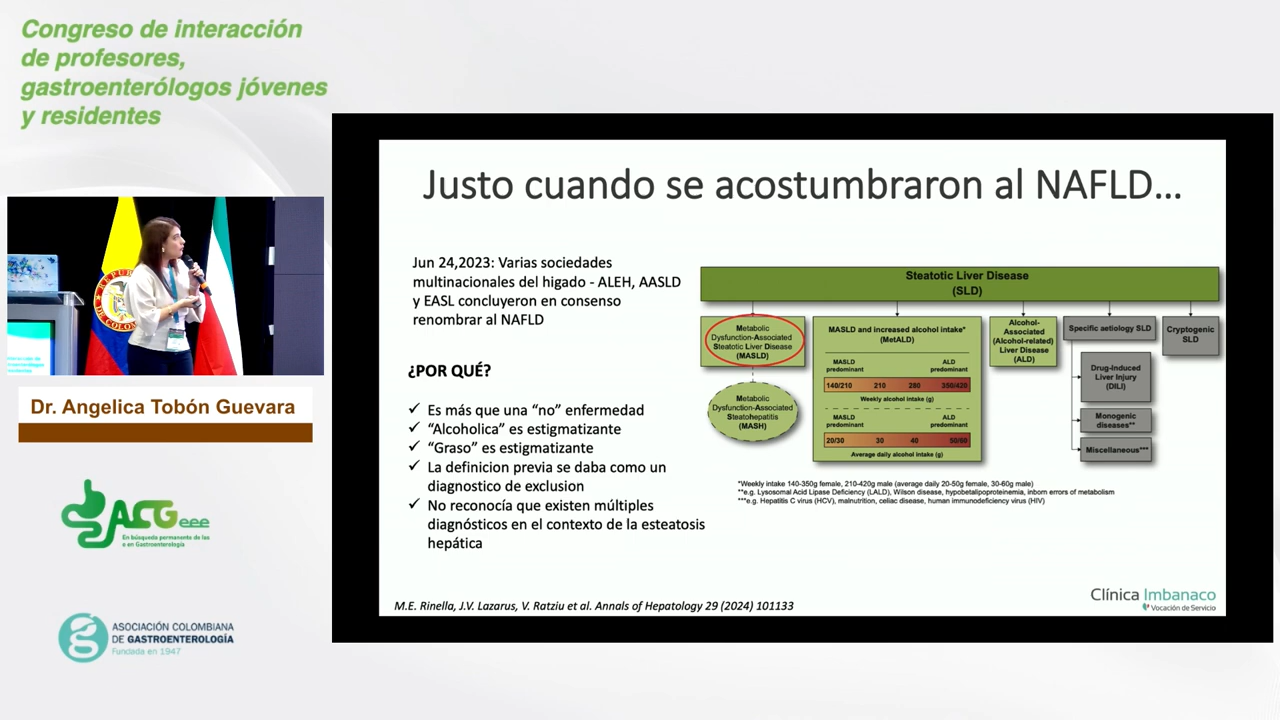 Congreso de interacción
de profesores,
gastroenterólogos jóvenes
y residentes
Dr. Angelica Tobón Guevara
ACGeee
En búsqueda permanente de las
e en Gastroenterología
ASOCIACIÓN COLOMBIANA
DE GASTROENTEROLOGÍA
Fundada en 1947
Justo cuando se acostumbraron al NAFLD...
Jun 24,2023: Varias sociedades
multinacionales del higado - ALEH, AASLD
y EASL concluyeron en consenso
renombrar al NAFLD
¿POR QUÉ?
✓ Es más que una “no” enfermedad
✓ “Alcoholica” es estigmatizante
✓ “Graso” es estigmatizante
✓ La definicion previa se daba como un
diagnostico de exclusion
✓ No reconocía que existen múltiples
diagnósticos en el contexto de la esteatosis
hepática
Steatotic Liver Disease
(SLD)
Metabolic
Dysfunction-Associated
Steatotic Liver Disease
(MASLD)
Metabolic
Dysfunction-Associated
Steatohepatitis
(MASH)
MASLD and increased alcohol intake*
(MetALD)
MASLD predominant
ALD predominant
140/210 210 280 350/420
Weekly alcohol intake (g)
MASLD predominant
ALD predominant
20/30 30 40 50/60
Average daily alcohol intake (g)
Alcohol-
Associated
(Alcohol-related)
Liver Disease
(ALD)
Specific aetiology SLD
Drug-Induced
Liver Injury
(DILI)
Monogenic
diseases**
Miscellaneous***
Cryptogenic
SLD
*Weekly intake 140-350g female, 210-420g male (average daily 20-50g female, 30-60g male)
**e.g. Lysosomal Acid Lipase Deficiency (LALD), Wilson disease, hypobetalipoproteinemia, inborn errors of metabolism
***e.g. Hepatitis C virus (HCV), malnutrition, celiac disease, human immunodeficiency virus (HIV)
M.E. Rinella, J.V. Lazarus, V. Ratziu et al. Annals of Hepatology 29 (2024) 101133
Clínica Imbanaco
Vocación de Servicio